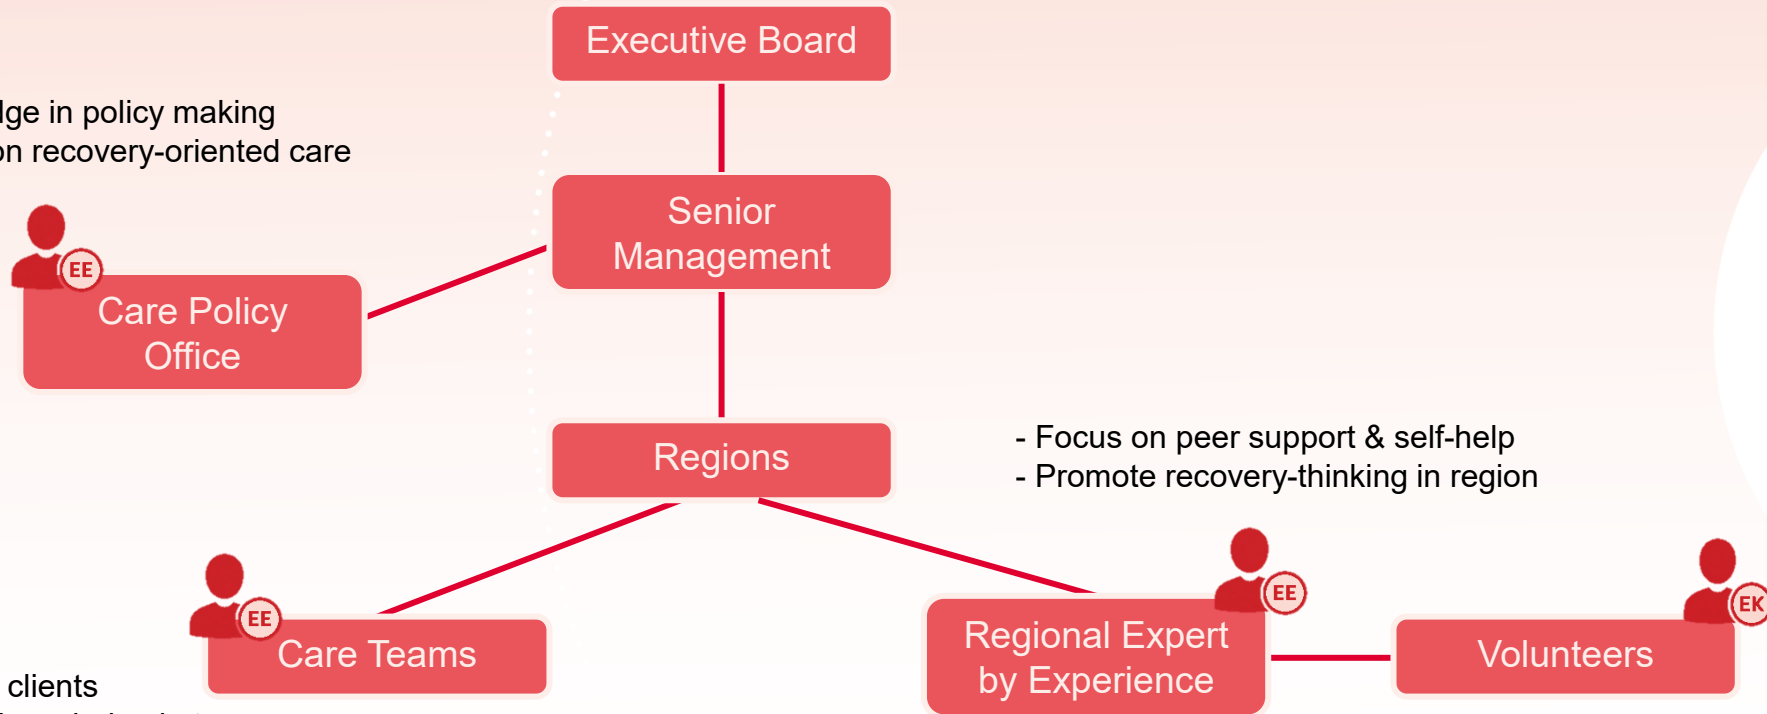 Executive Board
in policy making
on recovery-oriented care
Senior
Management
EE
Care Policy
Office
Regions
- Focus on peer support & self-help
- Promote recovery-thinking in region
EE
Care Teams
EE
Regional Expert
by Experience
EK
Volunteers
clients